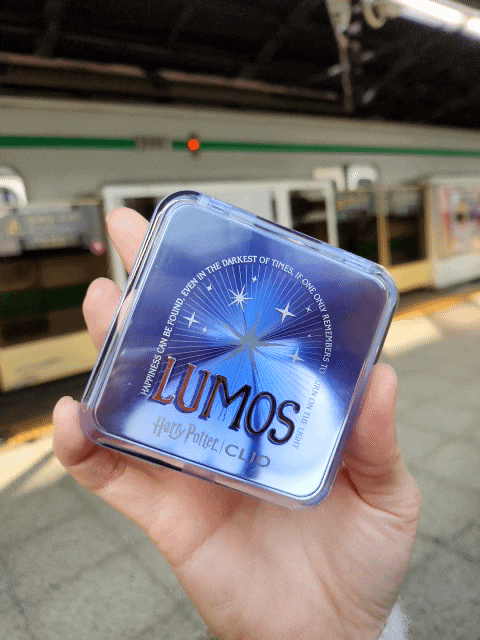 HAPPINESS CAN BE FOUND, EVEN IN THE DARKEST OF TIMES, IF ONE ONLY REMEMBERS TO TURN ON THE LIGHT
LUMOS
Harry Potter | CLIO